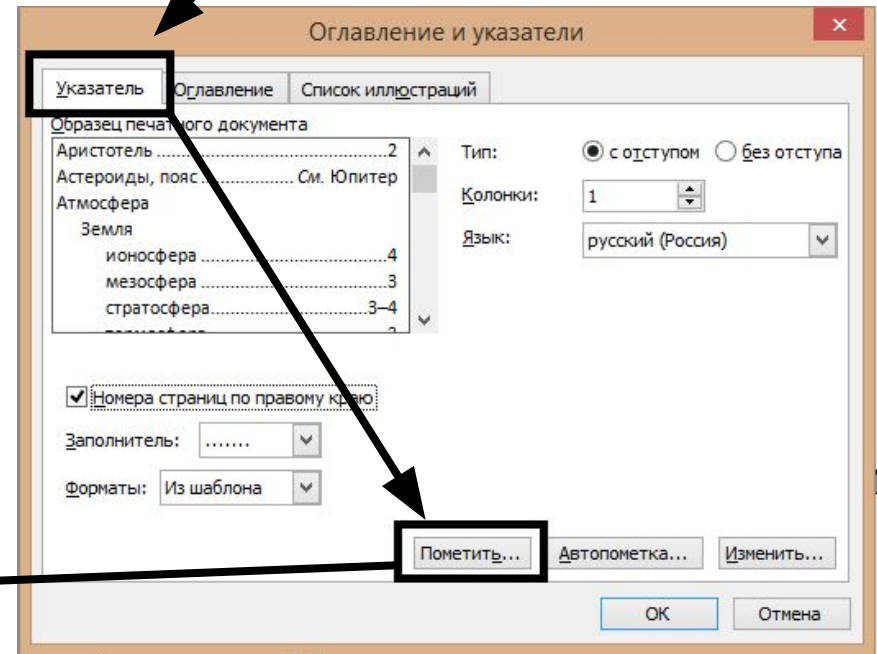 Оглавление и указатели
Указатель Оглавление Список иллюстраций
Образец печатного документа
Аристотель ............................................2
Астероиды, пояс ................. См. Юпитер
Атмосфера
Земля
ионосфера ...................................4
мезосфера ...................................3
стратосфера..............................3–4
Тип: с отступом без отступа
Колонки: 1
Язык: русский (Россия)
Номера страниц по правому краю
Заполнитель: .......
Форматы: Из шаблона
Пометить... Автопометка... Изменить...
ОК Отмена